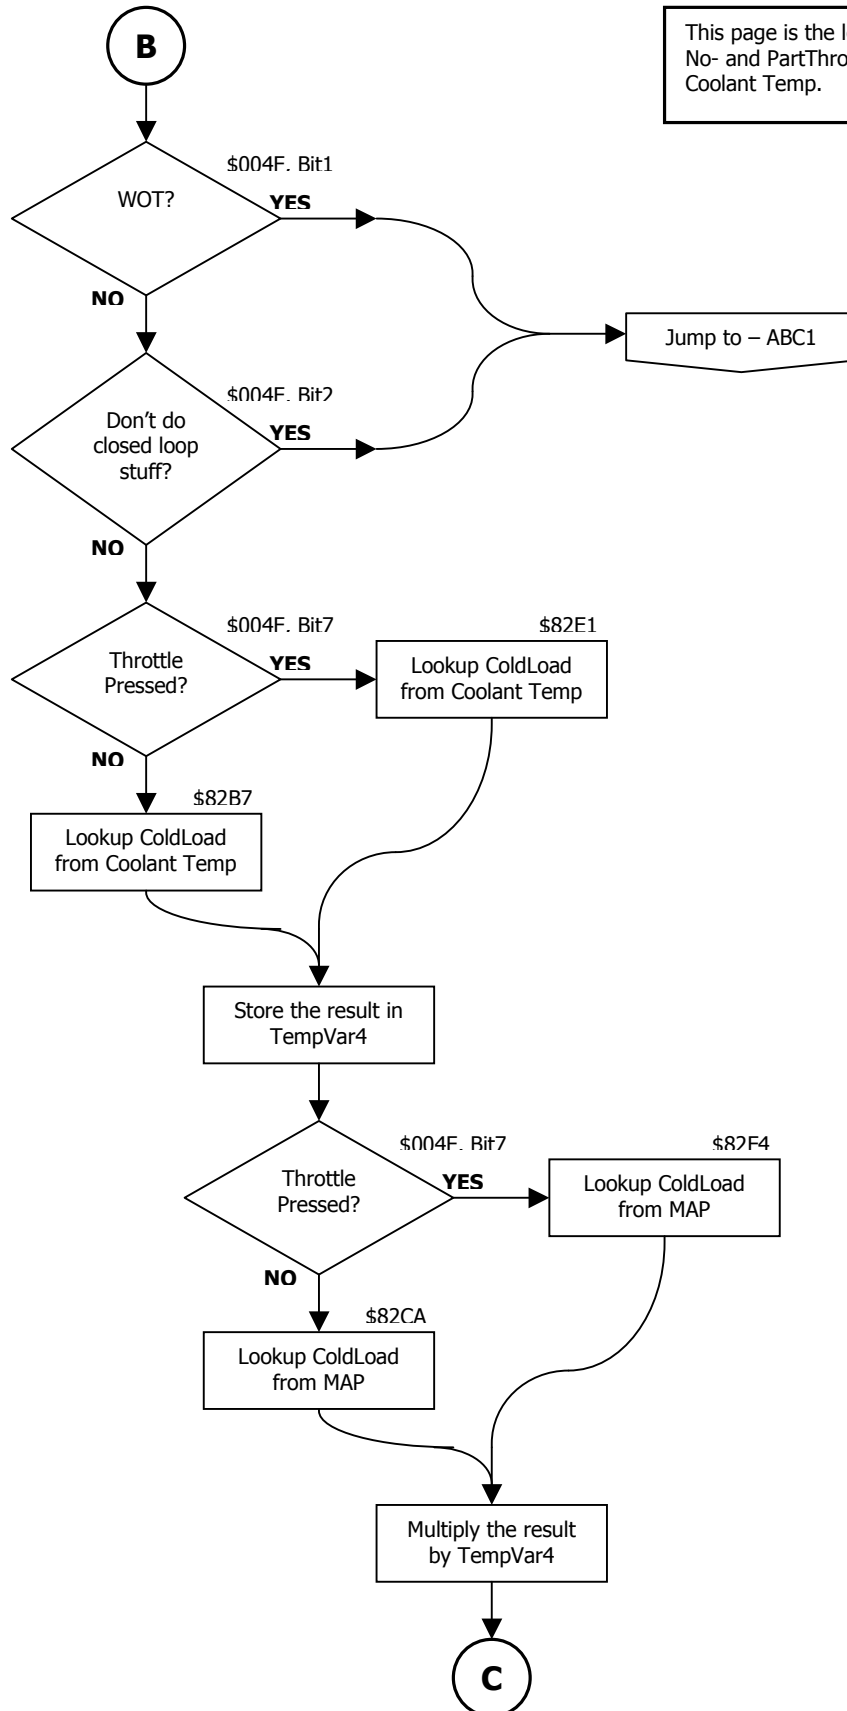 B
This page is the
No- and
Coolant Temp.
$004F, Bit1
WOT?
YES
NO
Jump to – ABC1
$004F, Bit2
Don't do
closed loop
stuff?
YES
NO
$004F, Bit7
$82E1
Throttle
Pressed?
YES
Lookup ColdLoad
from Coolant Temp
NO
$82B7
Lookup ColdLoad
from Coolant Temp
Store the result in
TempVar4
$004F, Bit7
$82F4
Throttle
Pressed?
YES
Lookup ColdLoad
from MAP
NO
$82CA
Lookup ColdLoad
from MAP
Multiply the result
by TempVar4
C